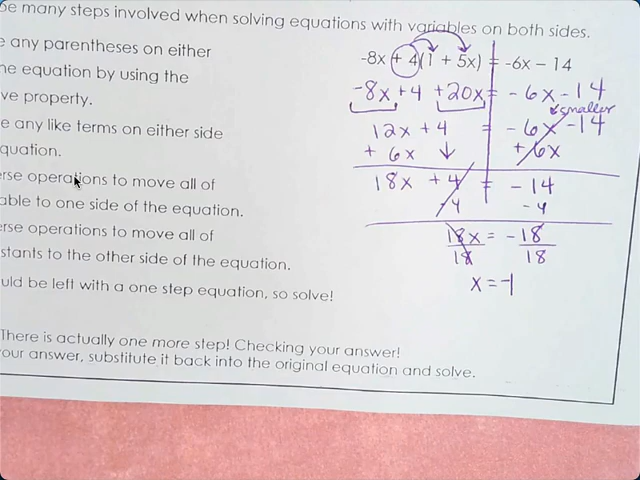 be many steps involved when solving equations with variables on both sides.
e any parentheses on either
he equation by using the
ve property.
e any like terms on either side
quation.
rse operations to move all of
able to one side of the equation.
rse operations to move all of
stants to the other side of the equation.
uld be left with a one step equation, so solve!
There is actually one more step! Checking your answer!
your answer, substitute it back into the original equation and solve.
-8x + 4(1 + 5x) = -6x - 14
-8x +4 +20x = -6x -14
smaller
12x + 4 = -6x -14
+ 6x ↓ + 6x
18x + 4 = -14
-4 -4
18x = -18
18 18
x = -1